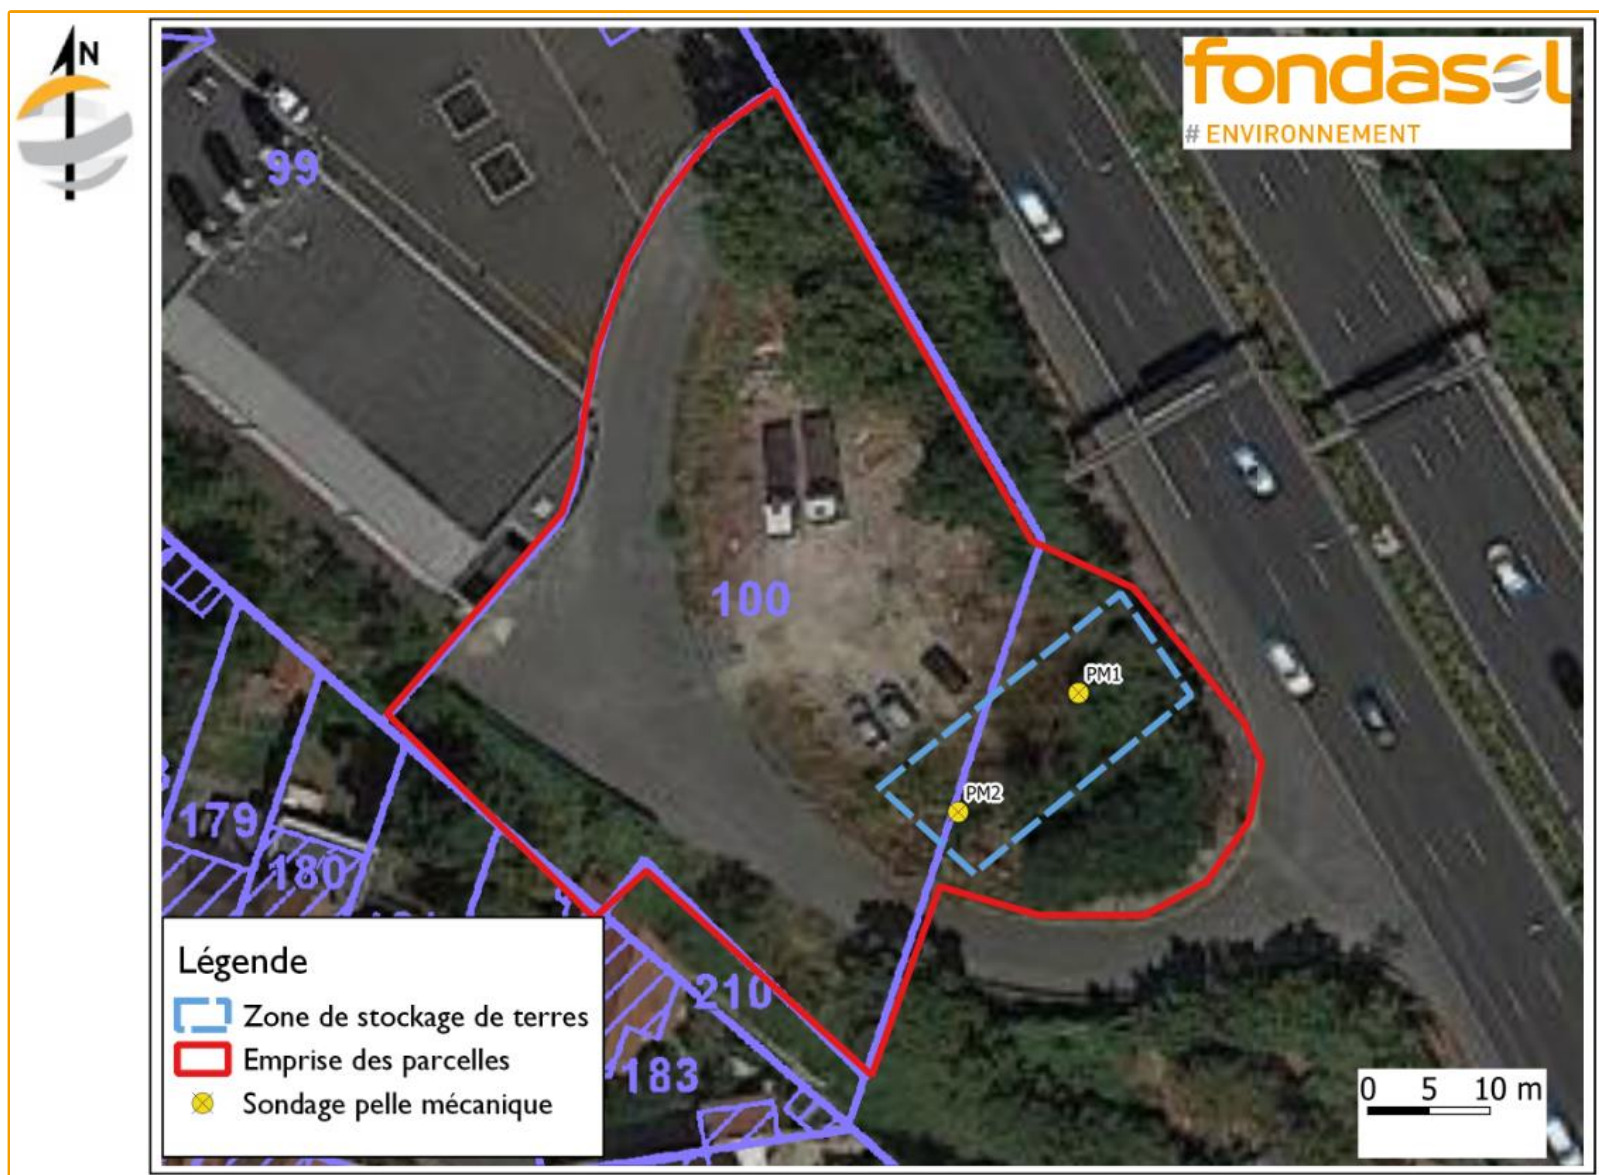 N
fondasol
# ENVIRONNEMENT
99
100
PM1
PM2
179
180
210
183
Légende
Zone de stockage de terres
Emprise des parcelles
Sondage pelle mécanique
0 5 10 m